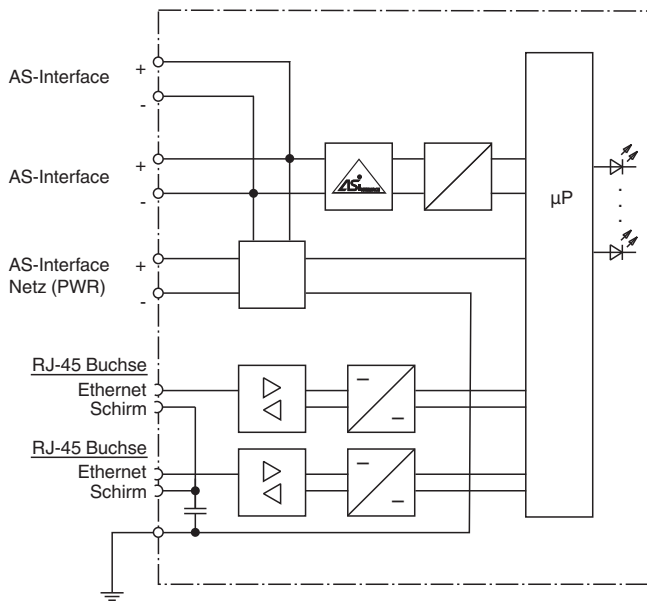 AS-Interface
+
-
AS-Interface
+
-
ASi
µP
AS-Interface
Netz (PWR)
+
-
RJ-45 Buchse
Ethernet
Schirm
RJ-45 Buchse
Ethernet
Schirm